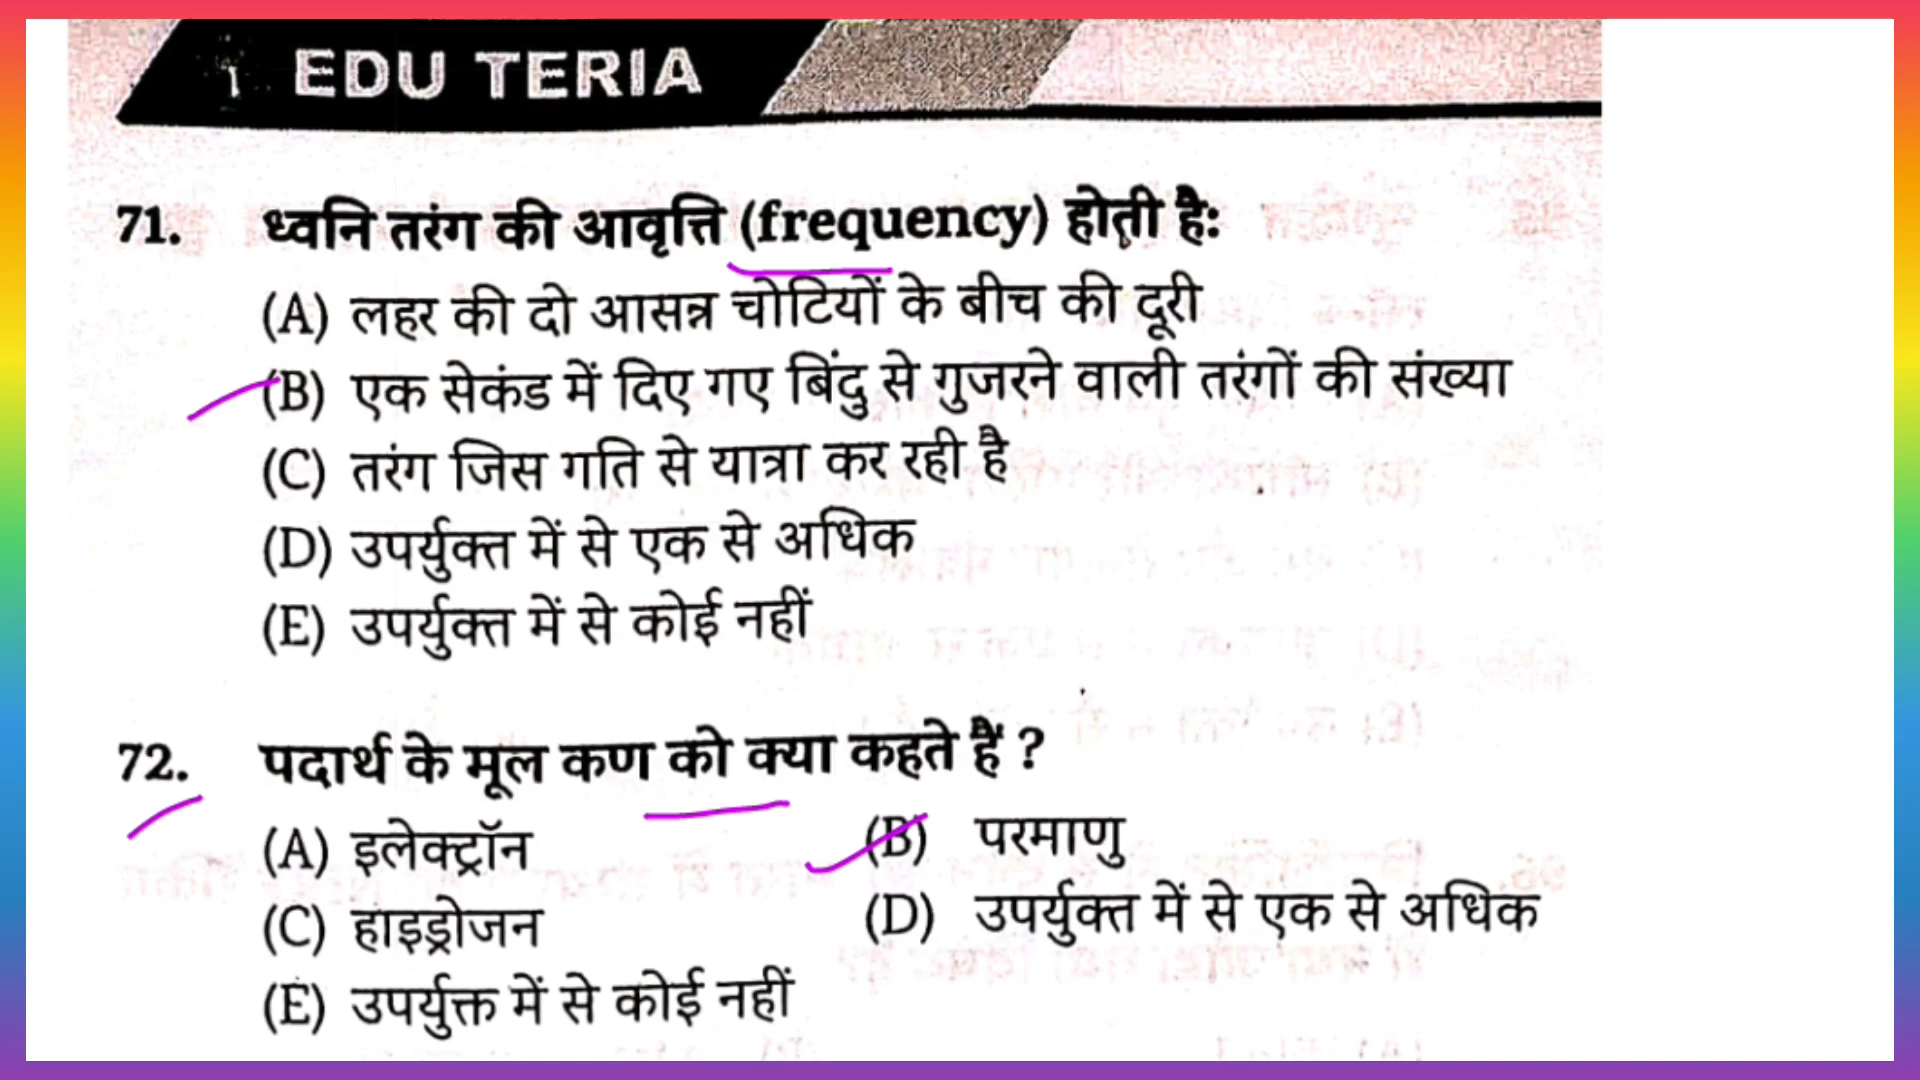 EDU TERIA
71. ध्वनि तरंग की आवृत्ति (frequency) होती है:
(A) लहर की दो आसन्न चोटियों के बीच की दूरी
(B) एक सेकंड में दिए गए बिंदु से गुजरने वाली तरंगों की संख्या
(C) तरंग जिस गति से यात्रा कर रही है
(D) उपर्युक्त में से एक से अधिक
(E) उपर्युक्त में से कोई नहीं
72. पदार्थ के मूल कण को क्या कहते हैं ?
(A) इलेक्ट्रॉन (B) परमाणु
(C) हाइड्रोजन (D) उपर्युक्त में से एक से अधिक
(E) उपर्युक्त में से कोई नहीं